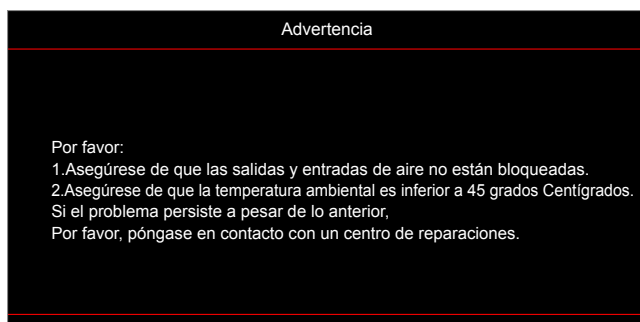 Advertencia
Por favor:
1.Asegúrese de que las salidas y entradas de aire no están bloqueadas.
2.Asegúrese de que la temperatura ambiental es inferior a 45 grados Centígrados.
Si el problema persiste a pesar de lo anterior,
Por favor, póngase en contacto con un centro de reparaciones.